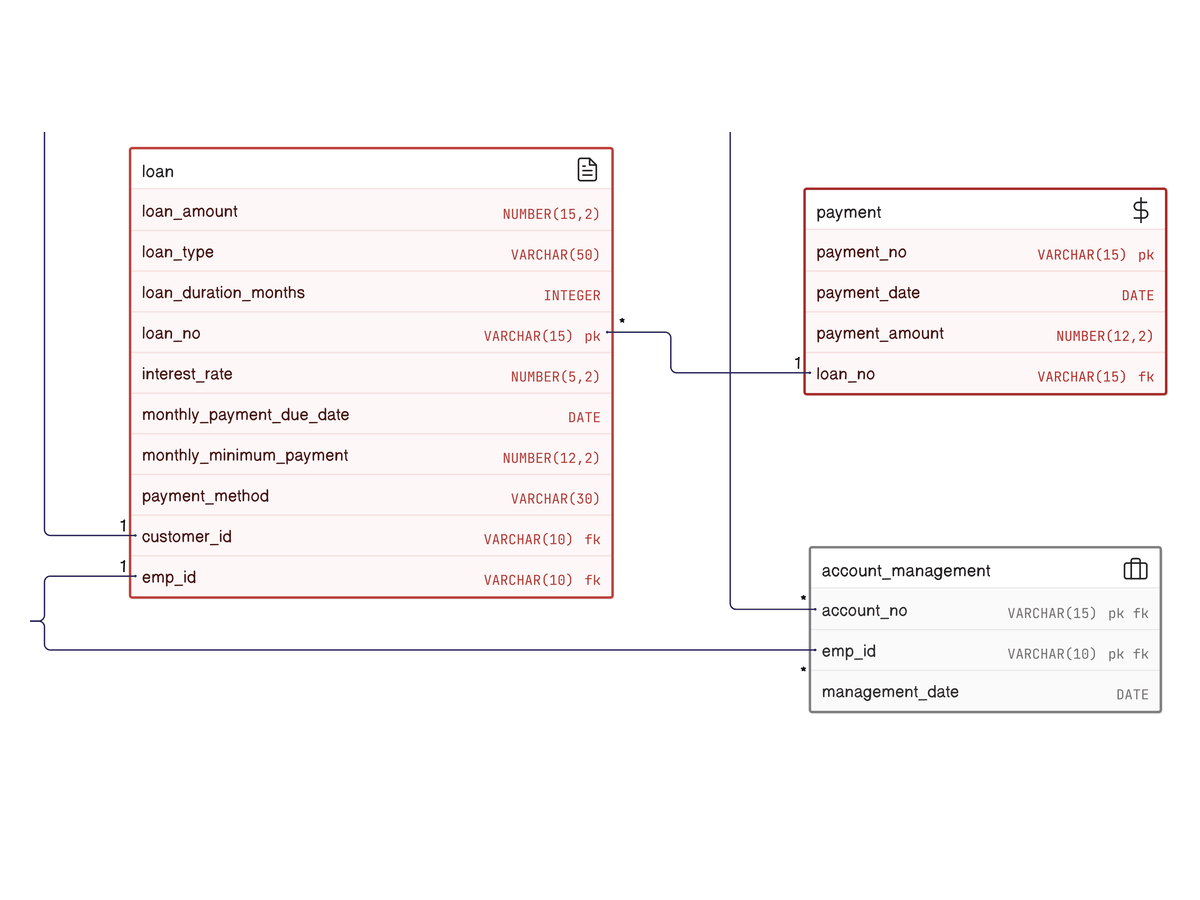 loan
loan_amount NUMBER(15,2)
loan_type VARCHAR(50)
loan_duration_months INTEGER
loan_no VARCHAR(15) pk
interest_rate NUMBER(5,2)
monthly_payment_due_date DATE
monthly_minimum_payment NUMBER(12,2)
payment_method VARCHAR(30)
1 customer_id VARCHAR(10) fk
1 emp_id VARCHAR(10) fk
*
payment
payment_no VARCHAR(15) pk
payment_date DATE
payment_amount NUMBER(12,2)
1 loan_no VARCHAR(15) fk
account_management
* account_no VARCHAR(15) pk fk
emp_id VARCHAR(10) pk fk
* management_date DATE